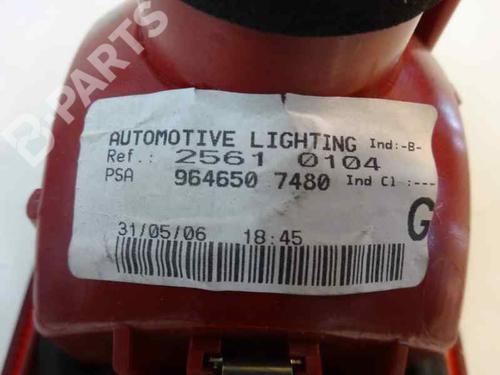 B-PARTS
AUTOMOTIVE LIGHTING Ind:-B-
Ref.: 2561 0104
PSA 964650 7480 Ind Cl :---
G
31/05/06 18:45